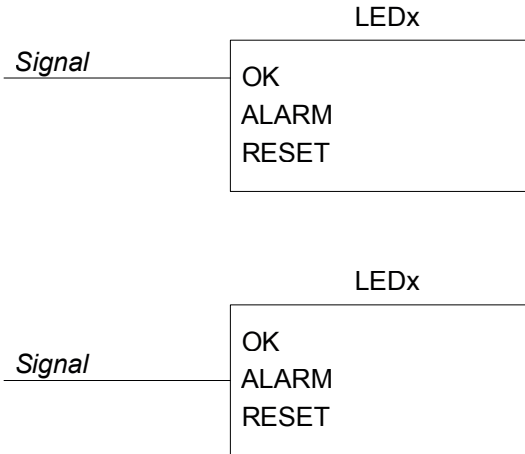 LEDx
Signal
OK
ALARM
RESET
LEDx
OK
Signal
ALARM
RESET